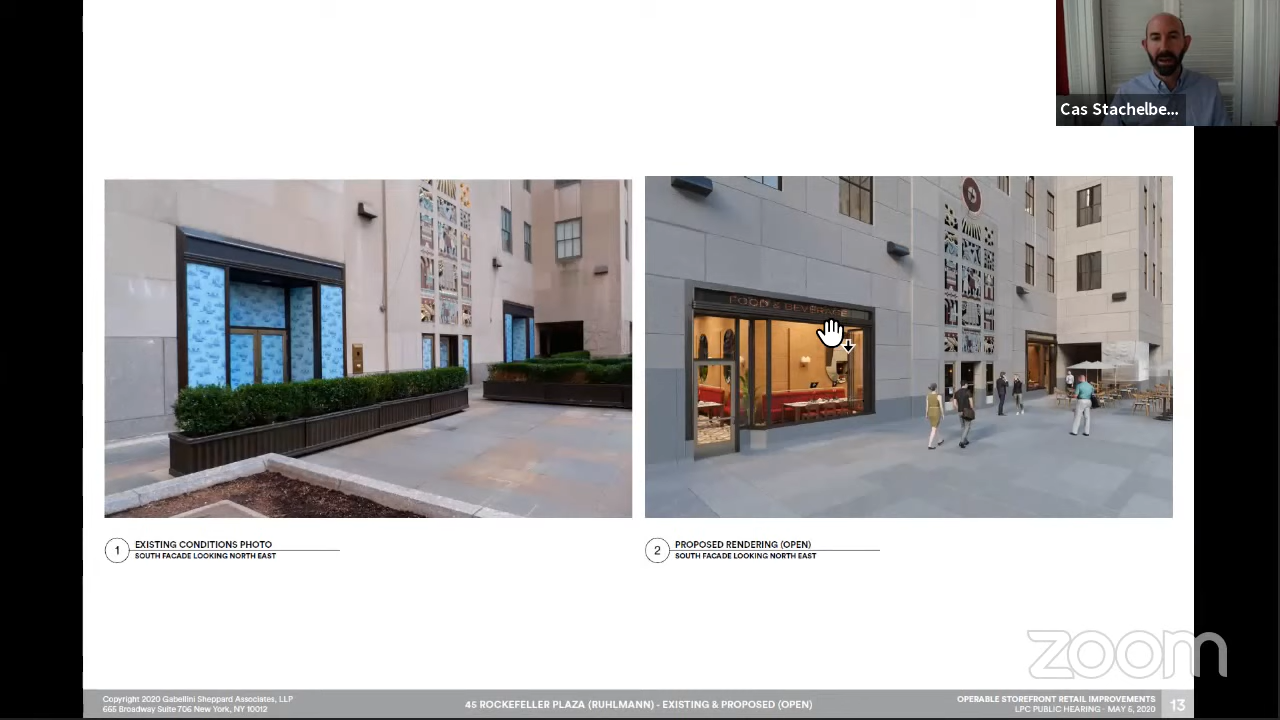 Cas Stachelbe...
FOOD & BEVERAGE
1
EXISTING CONDITIONS PHOTO
SOUTH FACADE LOOKING NORTH EAST
2
PROPOSED RENDERING (OPEN)
SOUTH FACADE LOOKING NORTH EAST
zoom
Copyright 2020 Gabellini Sheppard Associates, LLP
665 Broadway Suite 706 New York, NY 10012
45 ROCKEFELLER PLAZA (RUHLMANN) - EXISTING & PROPOSED (OPEN)
OPERABLE STOREFRONT RETAIL IMPROVEMENTS
LPC PUBLIC HEARING - MAY 5, 2020
13